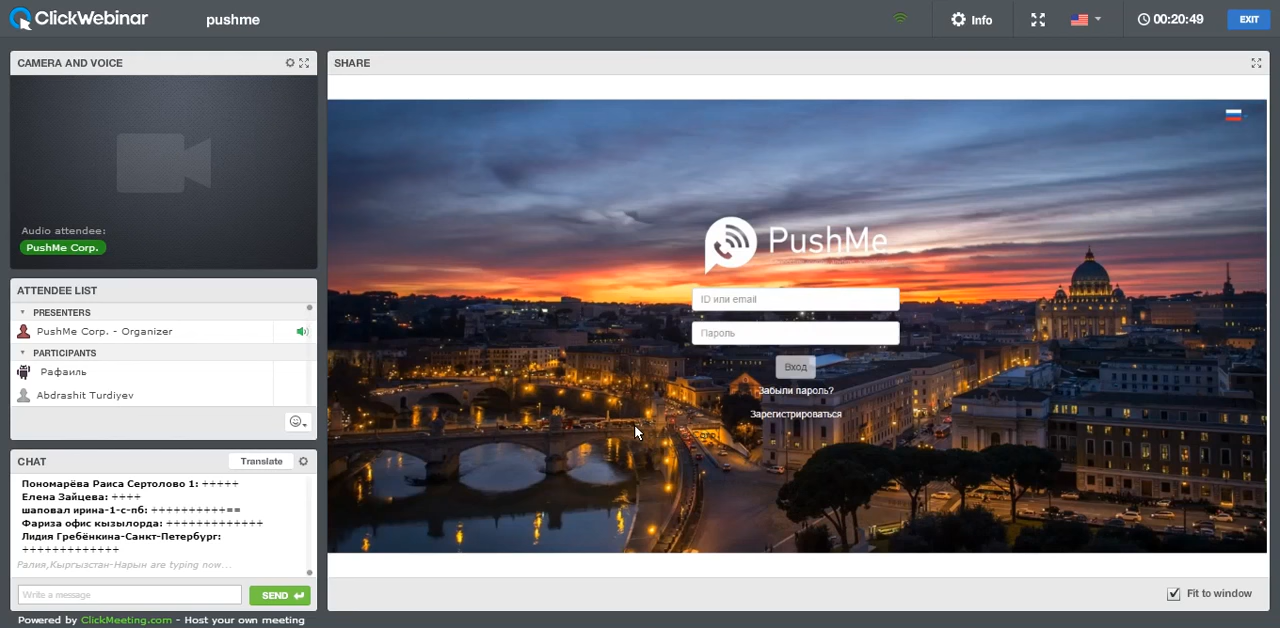 ClickWebinar
pushme
Info
00:20:49
EXIT
CAMERA AND VOICE
Audio attendee:
PushMe Corp.
ATTENDEE LIST
PRESENTERS
PushMe Corp. - Organizer
PARTICIPANTS
Рафаиль
Abdrashit Turdiyev
CHAT
Translate
Пономарёва Раиса Сертолово 1: +++++
Елена Зайцева: ++++
шаповал ирина-1-с-пб: ++++++++++==
Фариза офис кызылорда: +++++++++++++
Лидия Гребёнкина-Санкт-Петербург:
+++++++++++++
Ралия,Кыргызстан-Нарын are typing now...
Write a message
SEND
SHARE
PushMe
ID или email
Пароль
Вход
Забыли пароль?
Зарегистрироваться
Fit to window
Powered by ClickMeeting.com - Host your own meeting